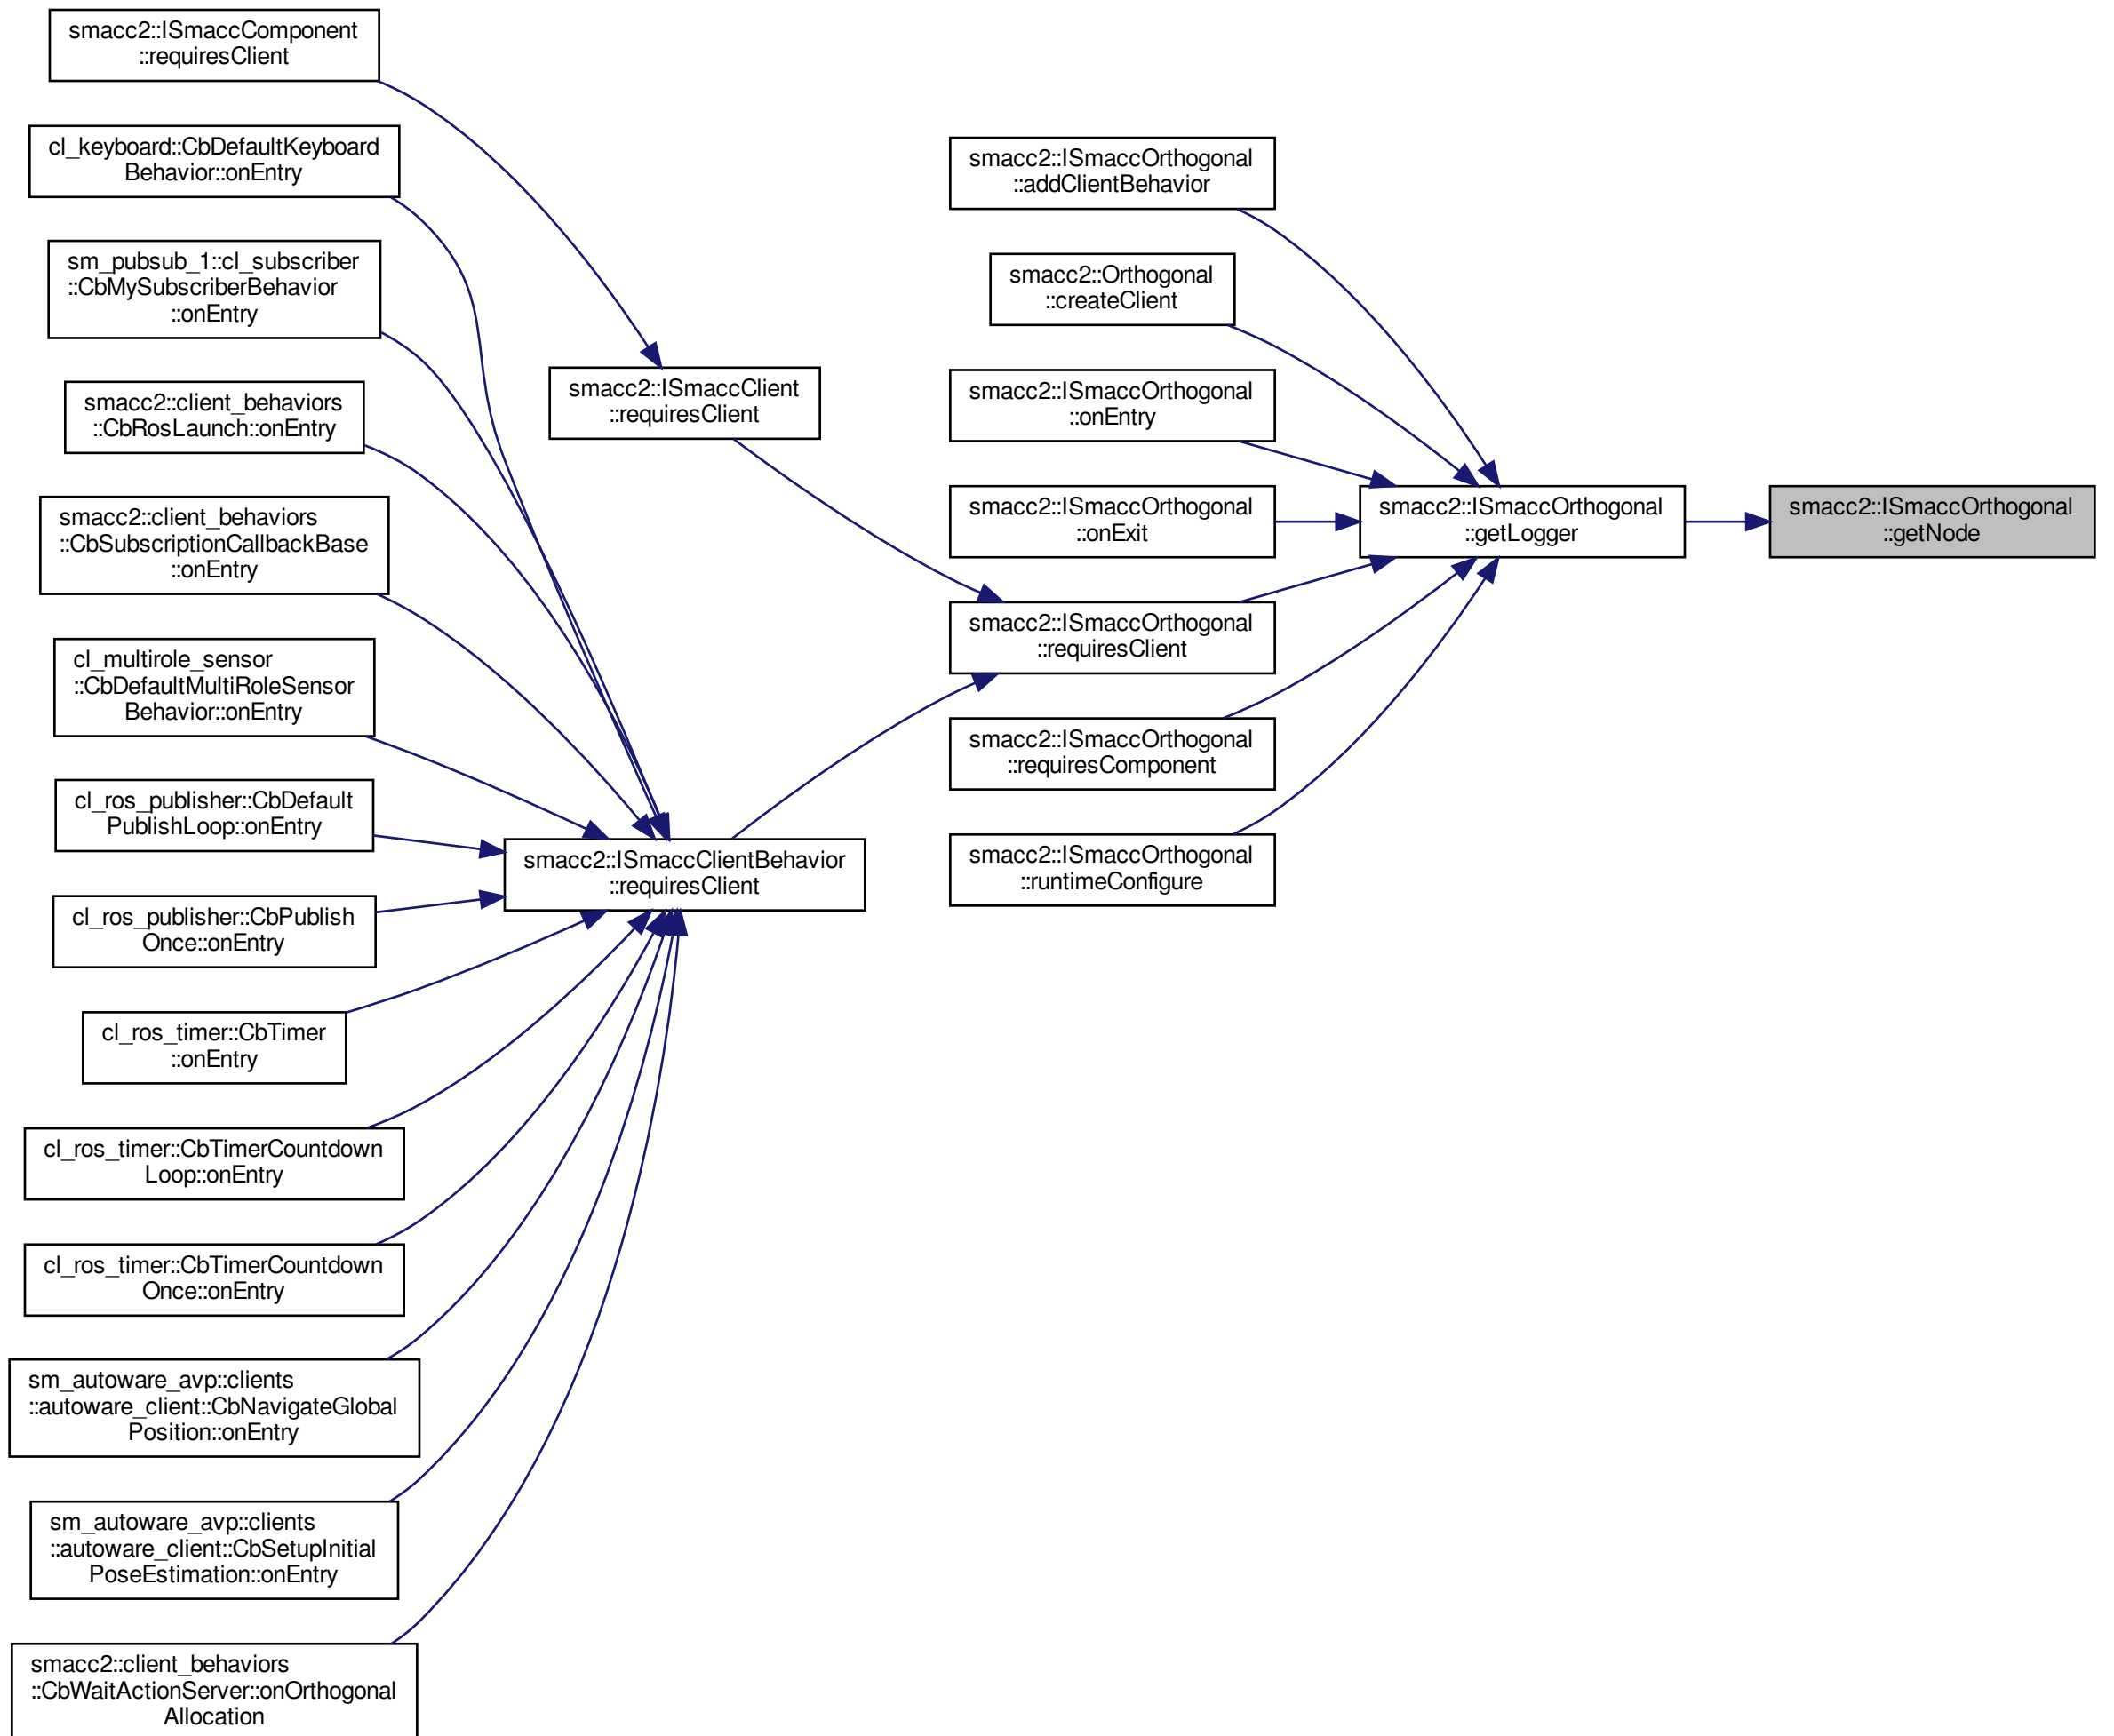 smacc2::ISmaccComponent
::requiresClient
cl_keyboard::CbDefaultKeyboard
Behavior::onEntry
sm_pubsub_1::cl_subscriber
::CbMySubscriberBehavior
::onEntry
smacc2::client_behaviors
::CbRosLaunch::onEntry
smacc2::client_behaviors
::CbSubscriptionCallbackBase
::onEntry
cl_multirole_sensor
::CbDefaultMultiRoleSensor
Behavior::onEntry
cl_ros_publisher::CbDefault
PublishLoop::onEntry
cl_ros_publisher::CbPublish
Once::onEntry
cl_ros_timer::CbTimer
::onEntry
cl_ros_timer::CbTimerCountdown
Loop::onEntry
cl_ros_timer::CbTimerCountdown
Once::onEntry
sm_autoware_avp::clients
::autoware_client::CbNavigateGlobal
Position::onEntry
sm_autoware_avp::clients
::autoware_client::CbSetupInitial
PoseEstimation::onEntry
smacc2::client_behaviors
::CbWaitActionServer::onOrthogonal
Allocation
smacc2::ISmaccClient
::requiresClient
smacc2::ISmaccClientBehavior
::requiresClient
smacc2::ISmaccOrthogonal
::addClientBehavior
smacc2::Orthogonal
::createClient
smacc2::ISmaccOrthogonal
::onEntry
smacc2::ISmaccOrthogonal
::onExit
smacc2::ISmaccOrthogonal
::requiresClient
smacc2::ISmaccOrthogonal
::requiresComponent
smacc2::ISmaccOrthogonal
::runtimeConfigure
smacc2::ISmaccOrthogonal
::getLogger
smacc2::ISmaccOrthogonal
::getNode